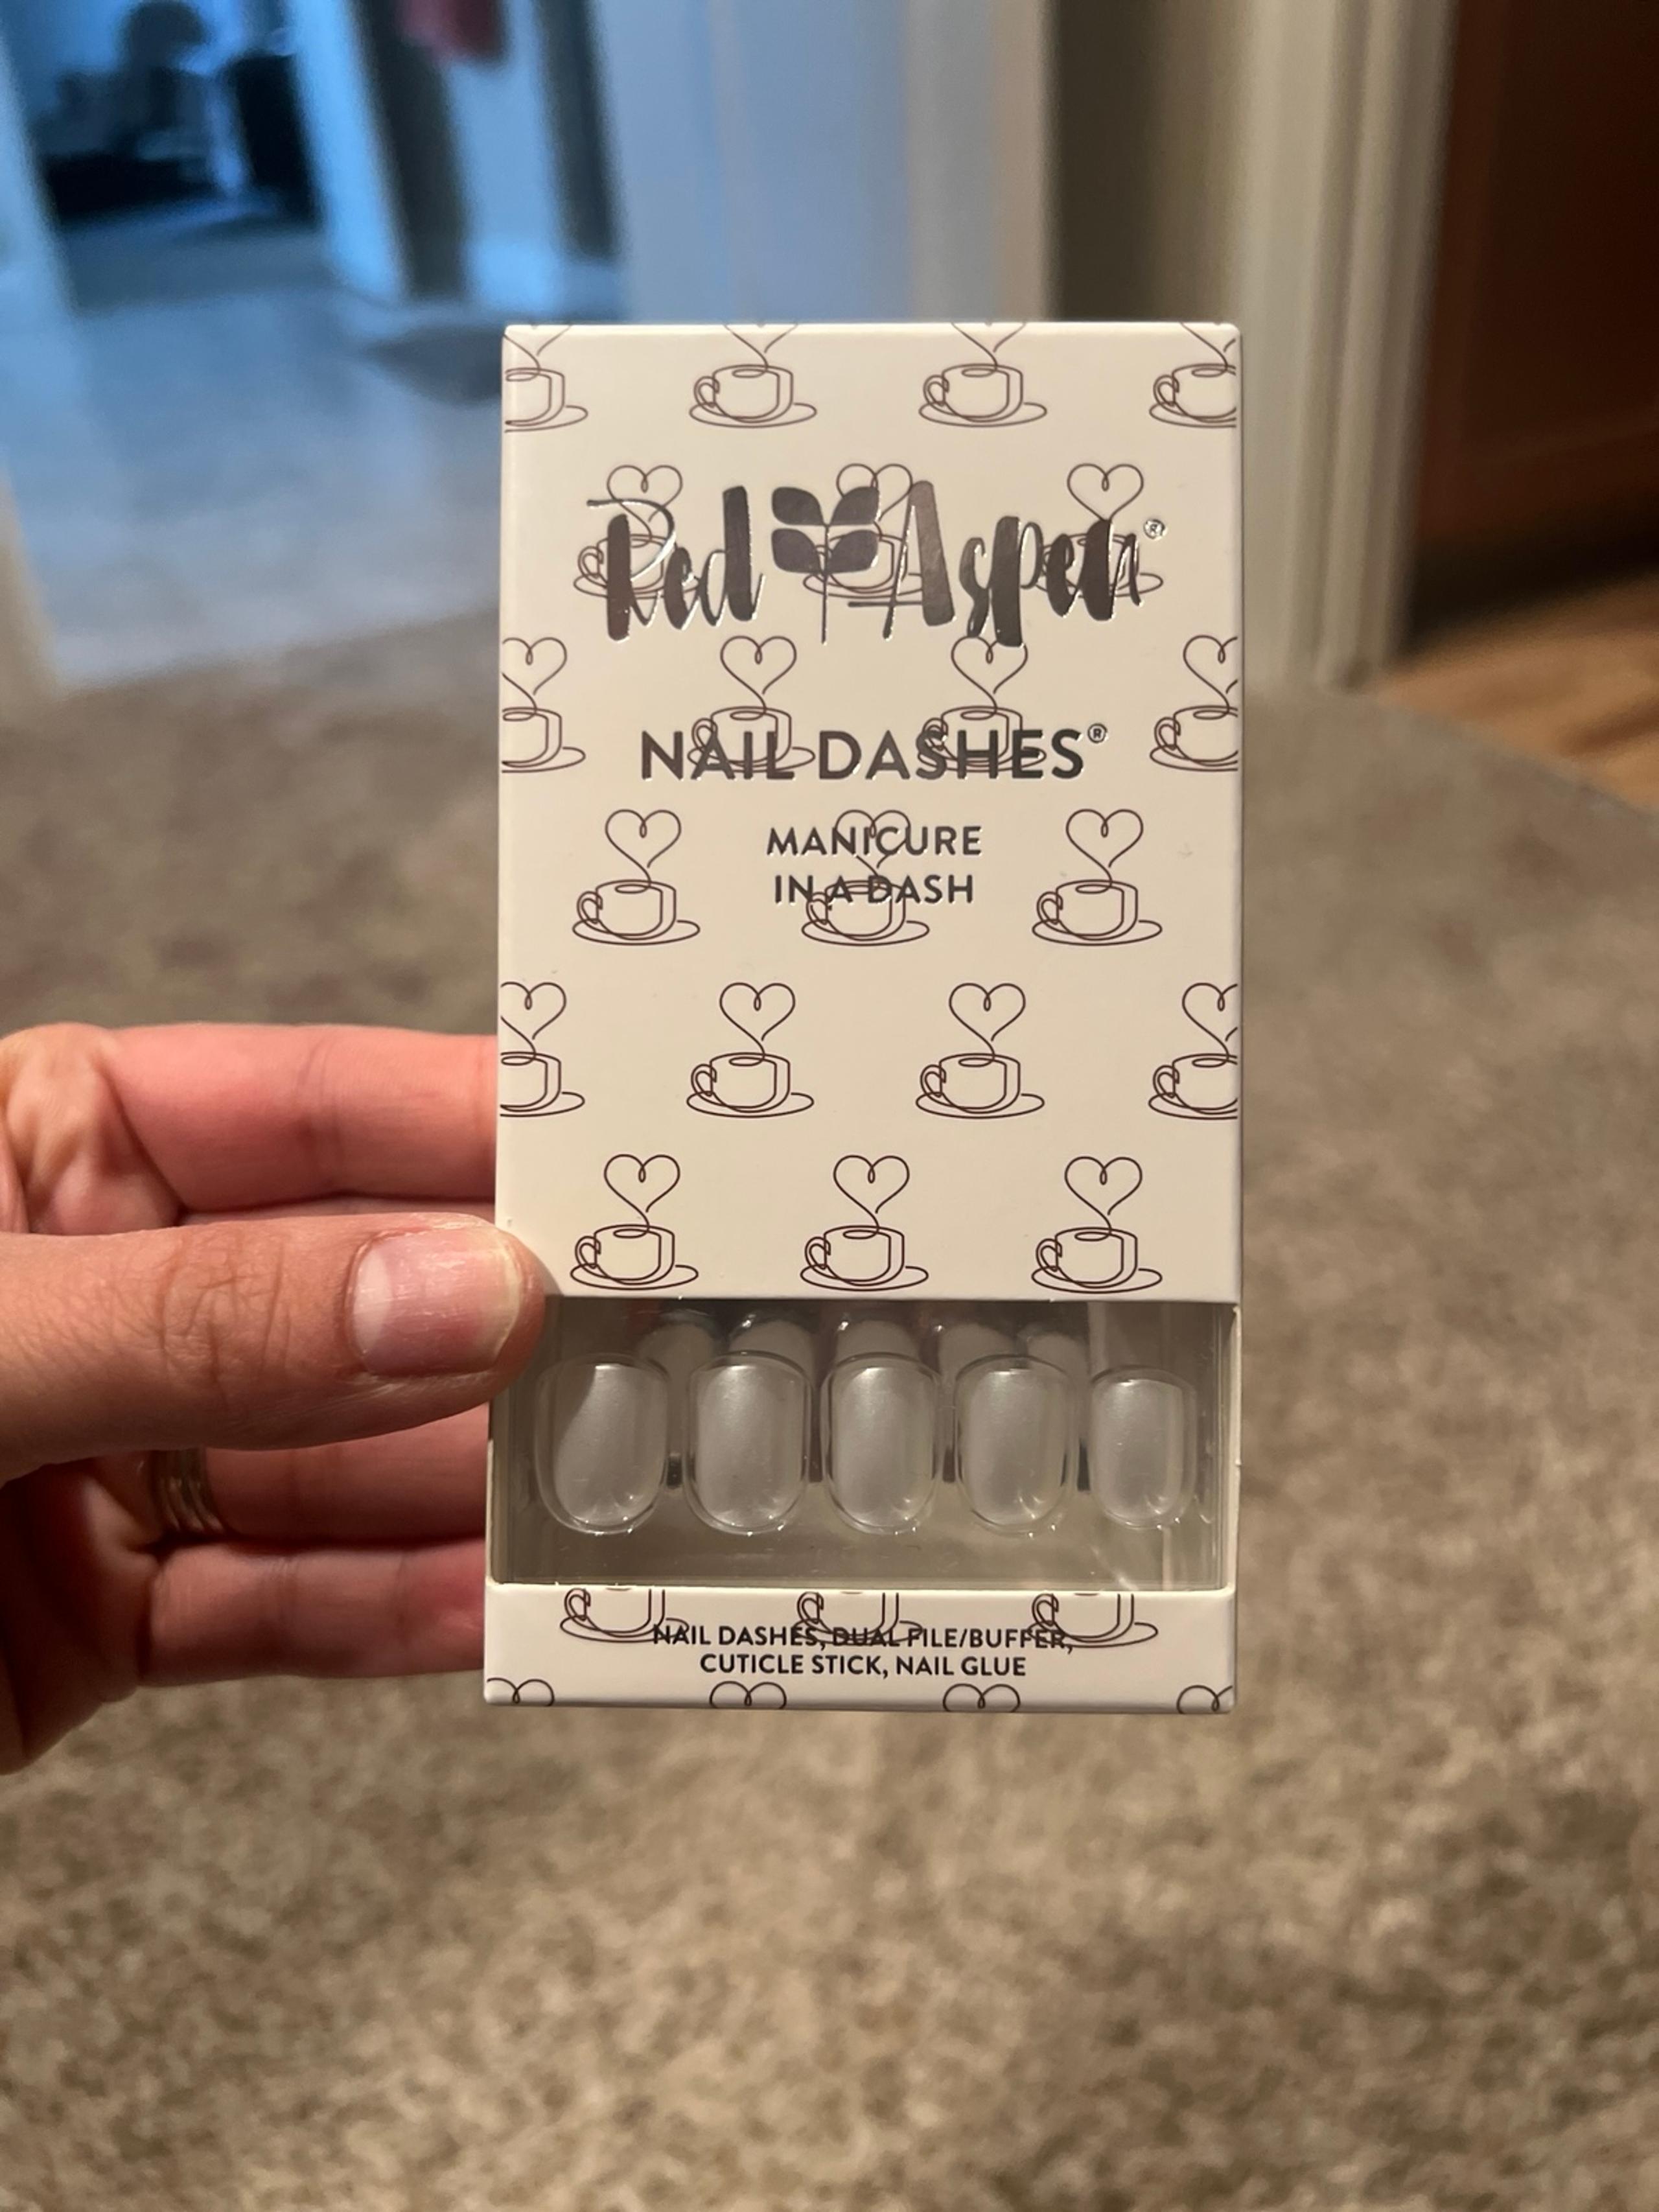 Red Aspen®
NAIL DASHES®
MANICURE
IN A DASH
NAIL DASHES, DUAL FILE/BUFFER,
CUTICLE STICK, NAIL GLUE